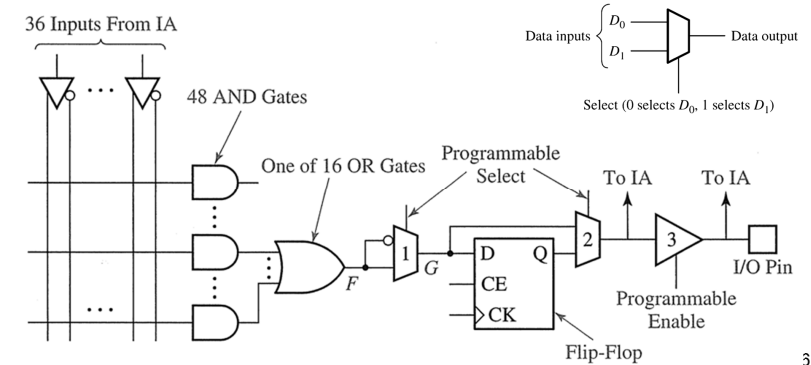 36 Inputs From IA
Data inputs
D0
D1
Data output
Select (0 selects D0, 1 selects D1)
48 AND Gates
One of 16 OR Gates
Programmable
Select
To IA
To IA
F
1
G
D
Q
CE
CK
2
3
I/O Pin
Programmable
Enable
Flip-Flop